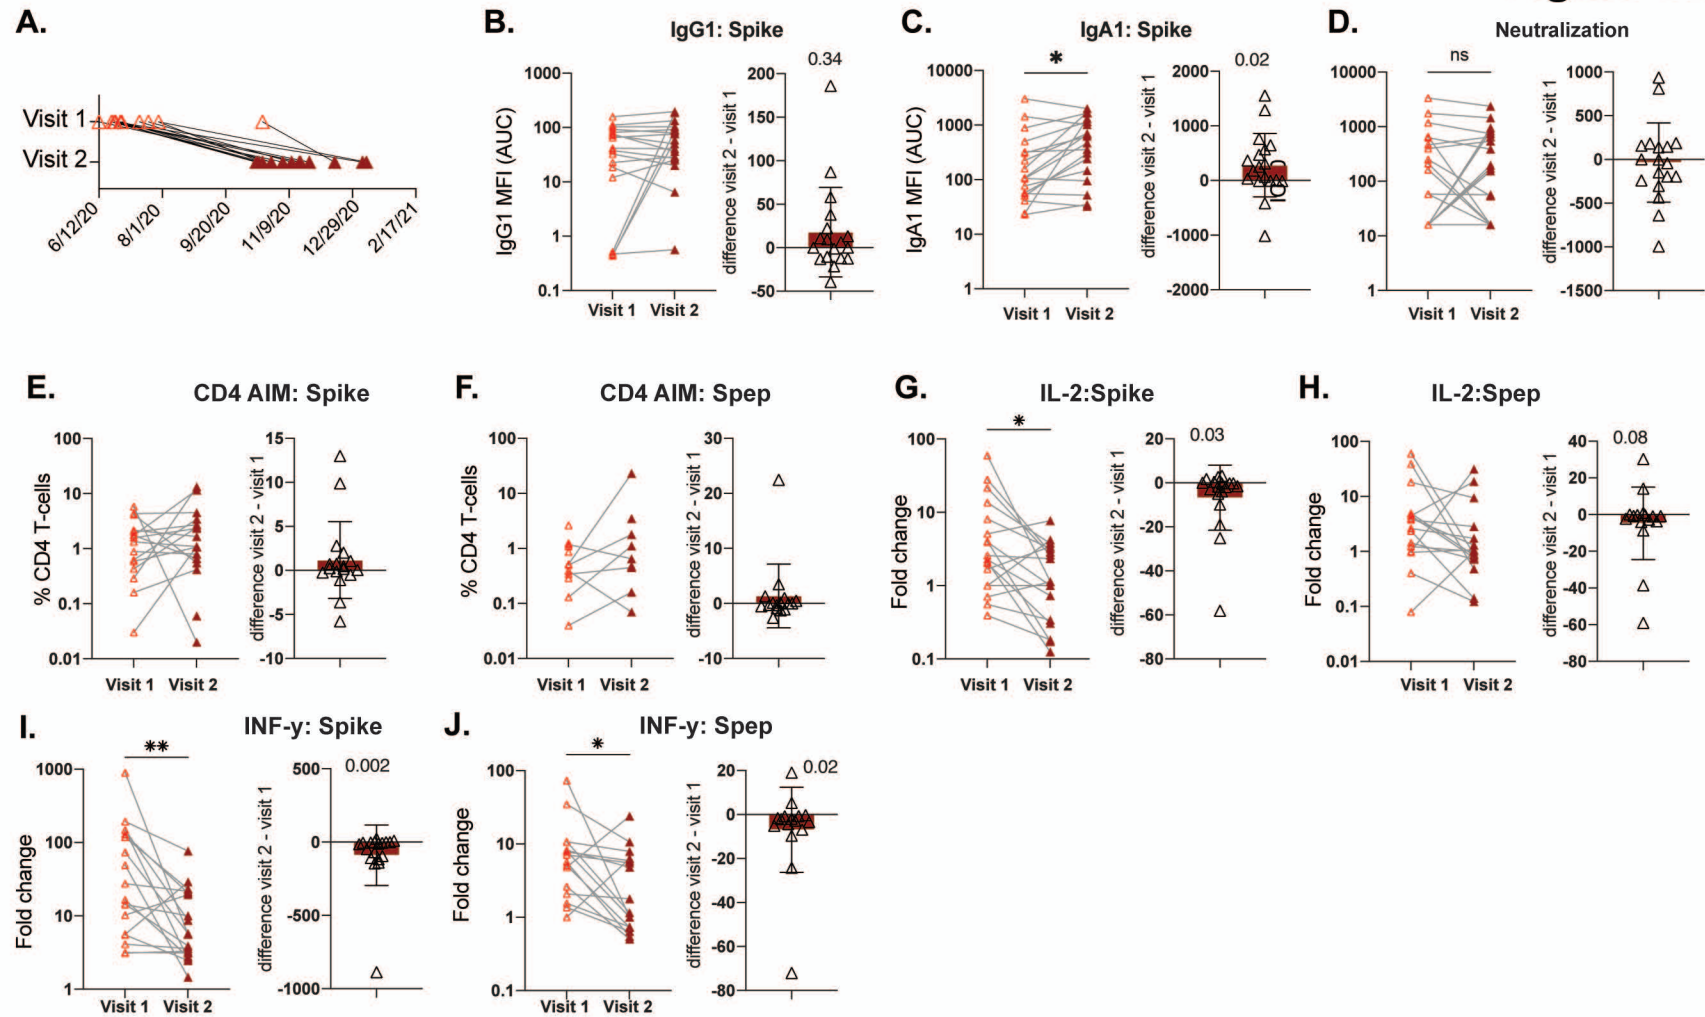 A.
Visit 1
Visit 2
6/12/20
8/1/20
9/20/20
11/9/20
12/29/20
2/17/21
B.
IgG1: Spike
IgG1 MFI (AUC)
1000
100
10
1
0.1
Visit 1 Visit 2
difference visit 2 - visit 1
0.34
200
150
100
50
0
-50
C.
IgA1: Spike
IgA1 MFI (AUC)
*
10000
1000
100
10
1
Visit 1 Visit 2
difference visit 2 - visit 1
0.02
2000
1000
0
-1000
-2000
D.
Neutralization
ns
10000
1000
100
10
1
Visit 1 Visit 2
difference visit 2 - visit 1
1000
500
0
-500
-1000
-1500
E.
CD4 AIM: Spike
% CD4 T-cells
100
10
1
0.1
0.01
Visit 1 Visit 2
difference visit 2 - visit 1
15
10
5
0
-5
-10
F.
CD4 AIM: Spep
% CD4 T-cells
100
10
1
0.1
0.01
Visit 1 Visit 2
difference visit 2 - visit 1
30
20
10
0
-10
G.
IL-2:Spike
Fold change
*
100
10
1
0.1
Visit 1 Visit 2
difference visit 2 - visit 1
0.03
20
0
-20
-40
-60
-80
H.
IL-2:Spep
Fold change
100
10
1
0.1
0.01
Visit 1 Visit 2
difference visit 2 - visit 1
0.08
40
20
0
-20
-40
-60
-80
I.
INF-y: Spike
Fold change
**
1000
100
10
1
Visit 1 Visit 2
difference visit 2 - visit 1
0.002
500
0
-500
-1000
J.
INF-y: Spep
Fold change
*
100
10
1
0.1
Visit 1 Visit 2
difference visit 2 - visit 1
0.02
20
0
-20
-40
-60
-80